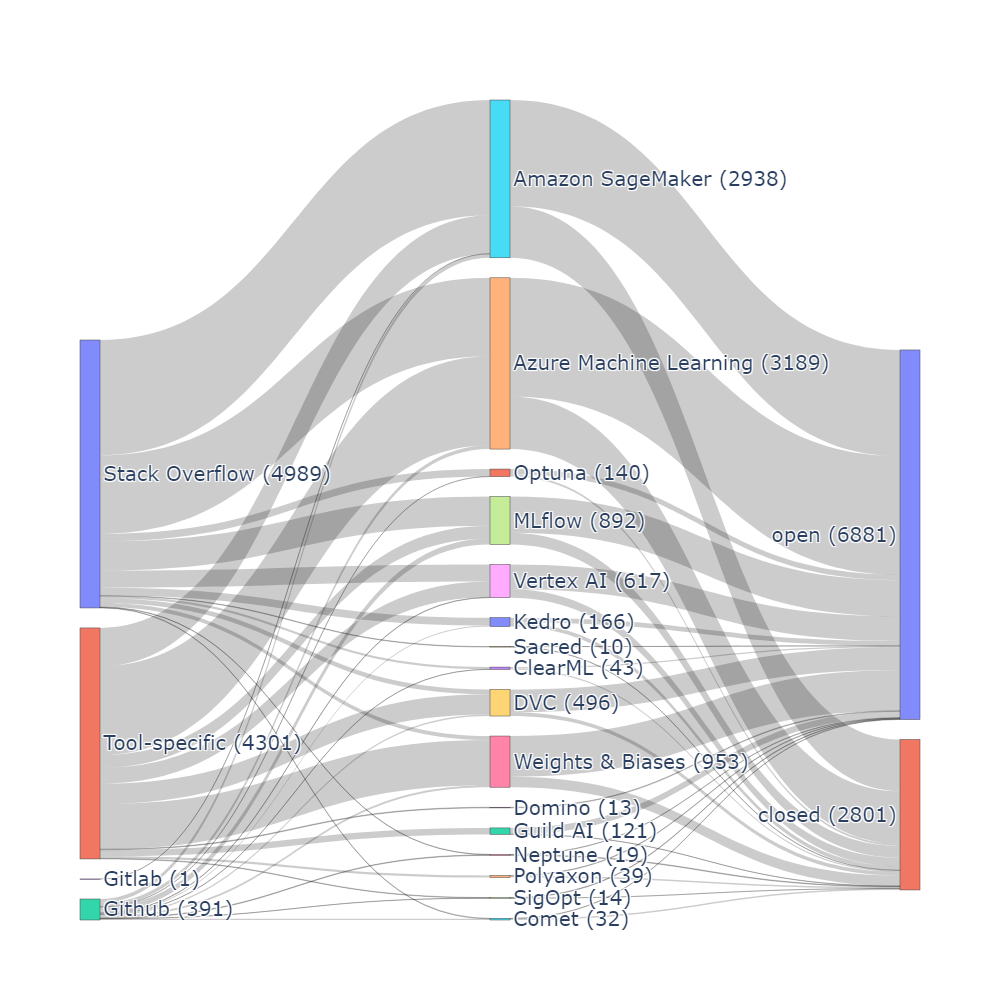 Stack Overflow (4989)
Tool-specific (4301)
Gitlab (1)
Github (391)
Amazon SageMaker (2938)
Azure Machine Learning (3189)
Optuna (140)
MLflow (892)
Vertex AI (617)
Kedro (166)
Sacred (10)
ClearML (43)
DVC (496)
Weights & Biases (953)
Domino (13)
Guild AI (121)
Neptune (19)
Polyaxon (39)
SigOpt (14)
Comet (32)
open (6881)
closed (2801)